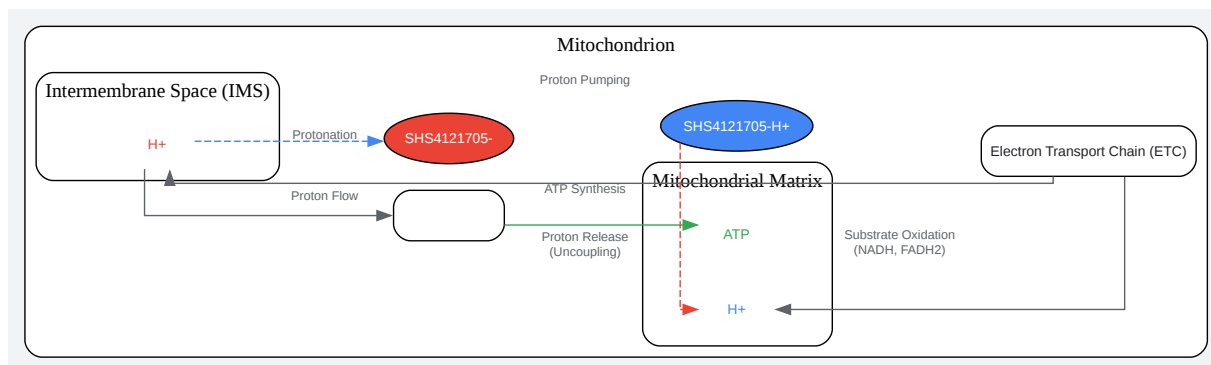 Mitochondrion
Proton Pumping
Intermembrane Space (IMS)
H+
Protonation
SHS4121705-
SHS4121705-H+
Electron Transport Chain (ETC)
Mitochondrial Matrix
ATP Synthesis
Proton Flow
Proton Release
(Uncoupling)
ATP
Substrate Oxidation
(NADH, FADH2)
H+